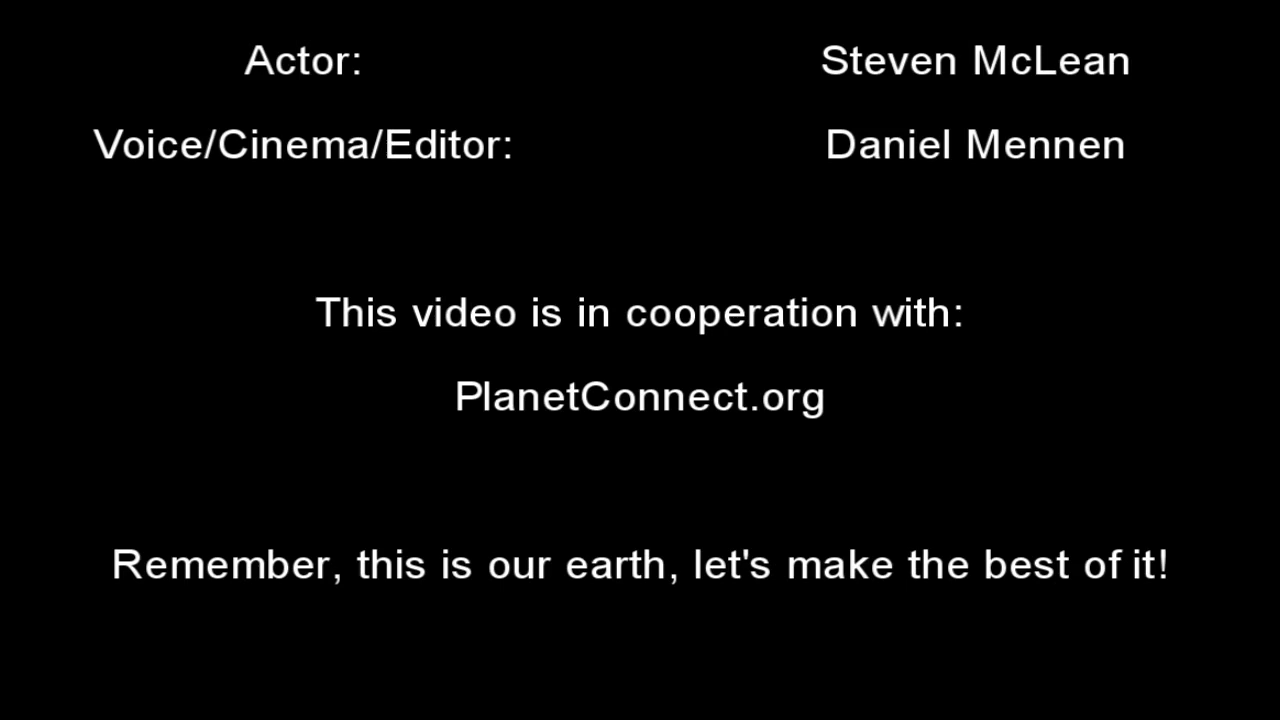 Actor: Steven McLean
Voice/Cinema/Editor: Daniel Mennen
This video is in cooperation with:
PlanetConnect.org
Remember, this is our earth, let's make the best of it!